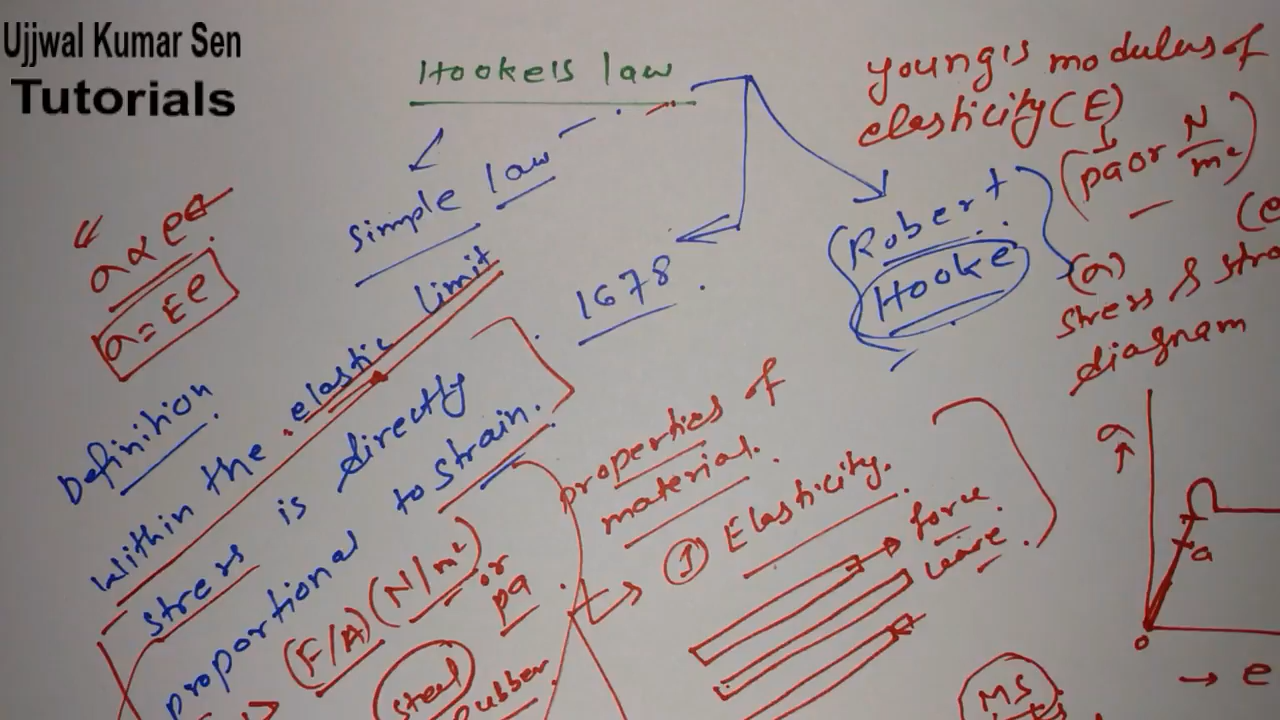 Ujjwal Kumar Sen
Tutorials
Hooke's law
simple law
1678.
(Robert
Hooke
Young's modulus of
elasticity (E)
(pa or N/m²)
(a)
stress & stra
diagram
σ ∝ e
σ = Ee
Definition
Within the elastic limit
stress is directly
proportional to strain.
(F/A) (N/m²)
or
pa
steel
rubber.
properties of
material.
① Elasticity.
force
σ
a
0
→ e
MS